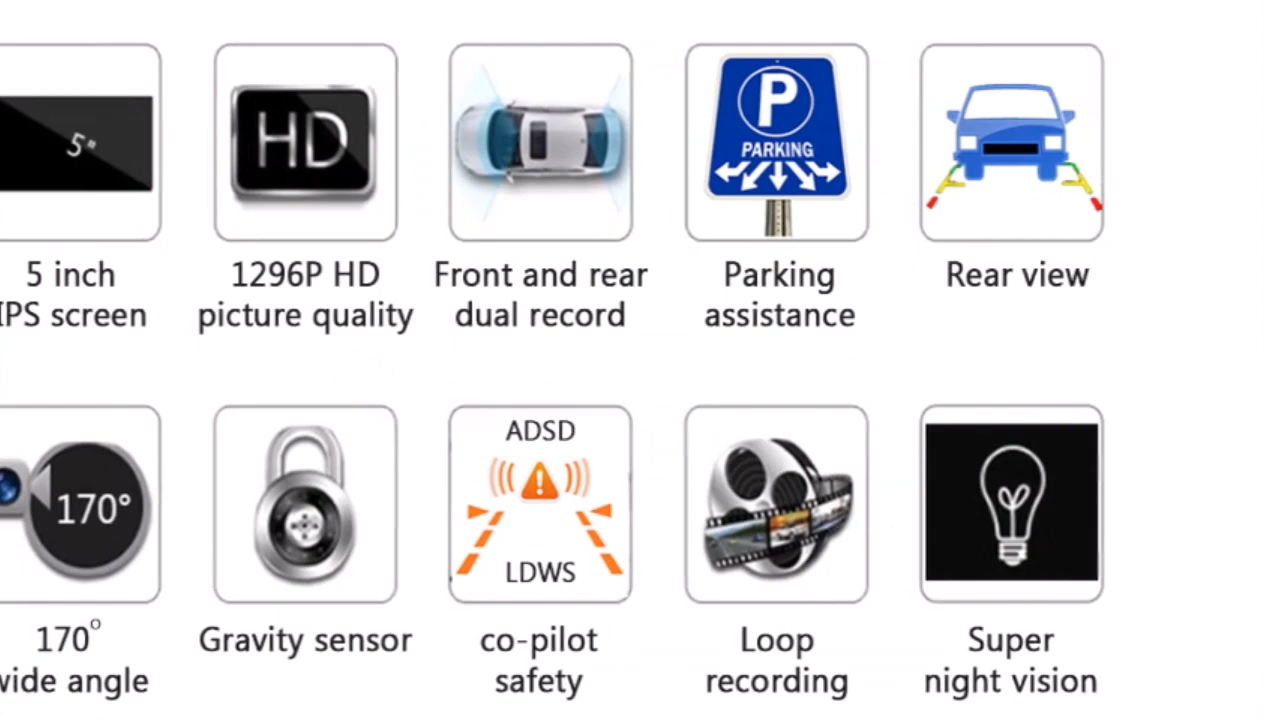 5"
HD
P
PARKING
5 inch
IPS screen
1296P HD
picture quality
Front and rear
dual record
Parking
assistance
Rear view
170°
ADSD
LDWS
170°
wide angle
Gravity sensor
co-pilot
safety
Loop
recording
Super
night vision